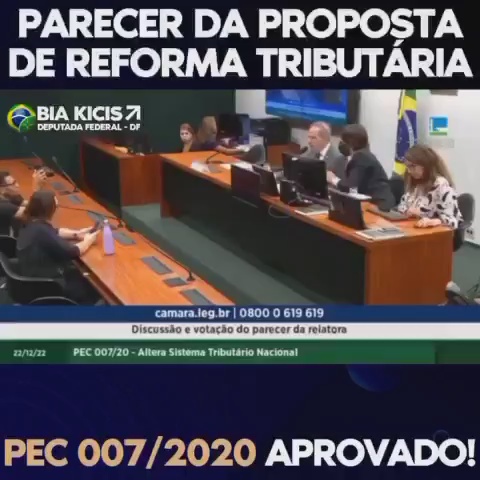 PARECER DA PROPOSTA
DE REFORMA TRIBUTÁRIA
BIA KICIS
DEPUTADA FEDERAL - DF
camara.leg.br | 0800 0 619 619
Discussão e votação do parecer da relatora
22/12/22 PEC 007/20 - Altera Sistema Tributário Nacional
PEC 007/2020 APROVADO!